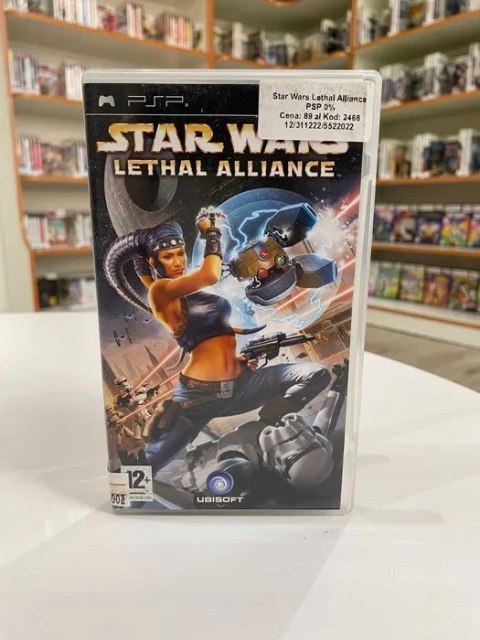 PSP
Star Wars Lethal Alliance
PSP 0%
Cena: 89 zł Kod: 2468
12/311222/5522022
STAR WARS
LETHAL ALLIANCE
12+
UBISOFT